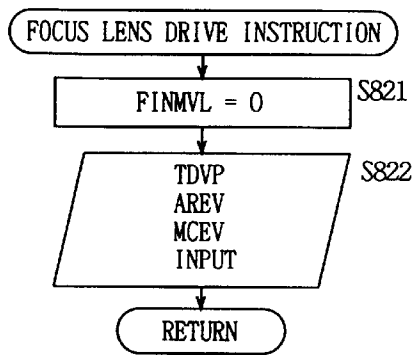 FOCUS LENS DRIVE INSTRUCTION
FINMVL = 0
S821
TDVP
S822
AREV
MCEV
INPUT
RETURN